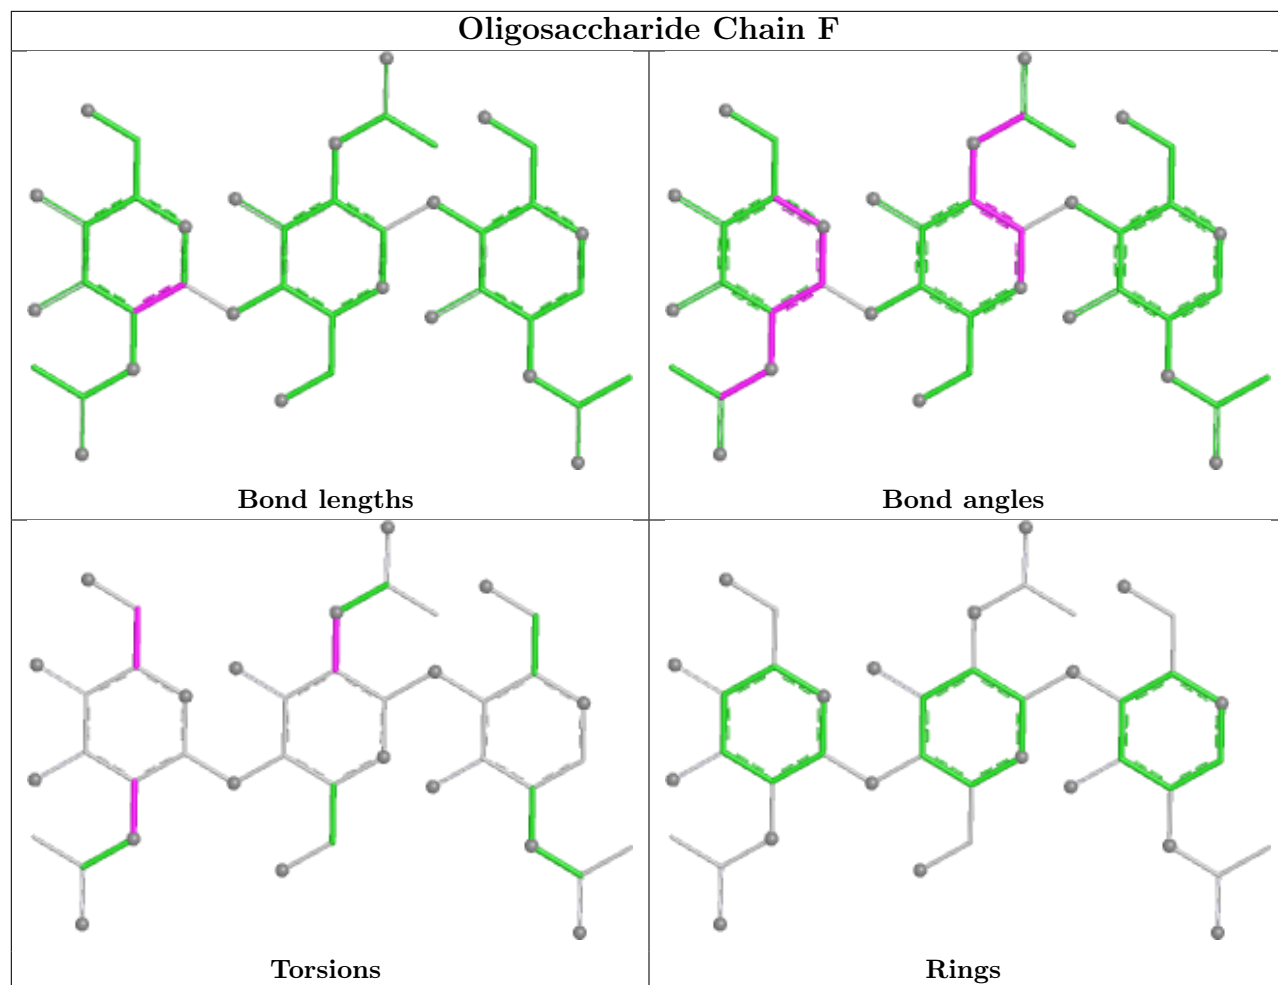 Oligosaccharide Chain F
Bond lengths
Bond angles
Torsions
Rings